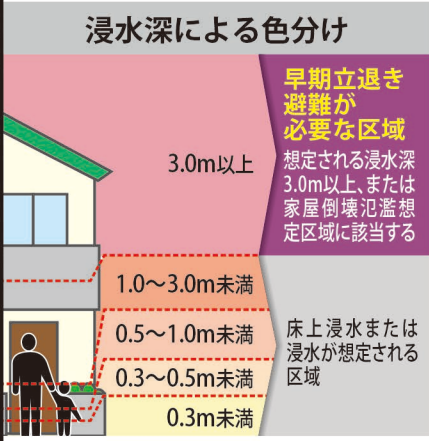 浸水深による色分け
早期立退き
避難が
必要な区域
想定される浸水深
3.0m以上、または
家屋倒壊氾濫想
定区域に該当する
3.0m以上
1.0～3.0m未満
0.5～1.0m未満
0.3～0.5m未満
0.3m未満
床上浸水または
浸水が想定される
区域